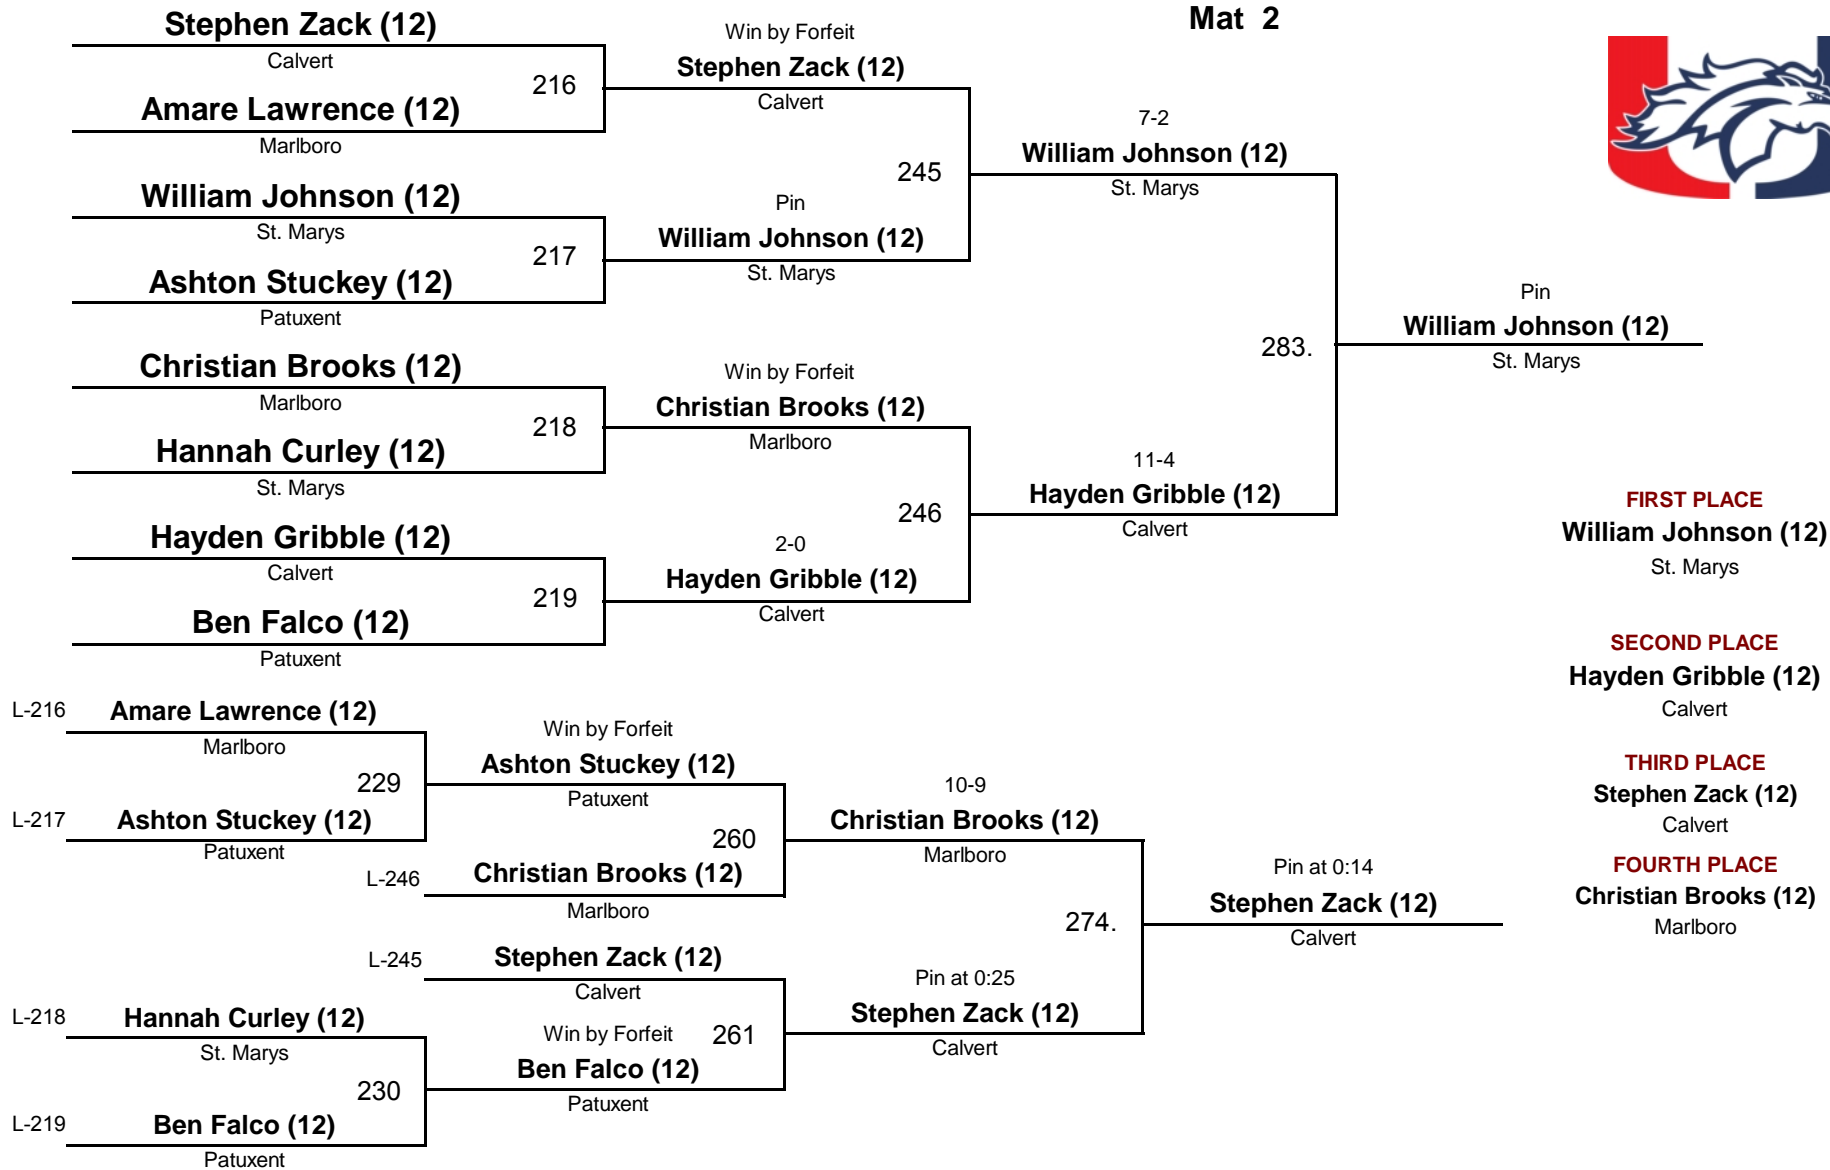 Mat 2
Stephen Zack (12)
Calvert
216
Amare Lawrence (12)
Marlboro
William Johnson (12)
St. Marys
217
Ashton Stuckey (12)
Patuxent
Christian Brooks (12)
Marlboro
218
Hannah Curley (12)
St. Marys
Hayden Gribble (12)
Calvert
219
Ben Falco (12)
Patuxent
Win by Forfeit
Stephen Zack (12)
Calvert
245
Pin
William Johnson (12)
St. Marys
Win by Forfeit
Christian Brooks (12)
Marlboro
246
2-0
Hayden Gribble (12)
Calvert
7-2
William Johnson (12)
St. Marys
283.
11-4
Hayden Gribble (12)
Calvert
Pin
William Johnson (12)
St. Marys
FIRST PLACE
William Johnson (12)
St. Marys
SECOND PLACE
Hayden Gribble (12)
Calvert
THIRD PLACE
Stephen Zack (12)
Calvert
FOURTH PLACE
Christian Brooks (12)
Marlboro
L-216
Amare Lawrence (12)
Marlboro
229
L-217
Ashton Stuckey (12)
Patuxent
Win by Forfeit
Ashton Stuckey (12)
Patuxent
260
L-246
Christian Brooks (12)
Marlboro
L-245
Stephen Zack (12)
Calvert
L-218
Hannah Curley (12)
St. Marys
230
L-219
Ben Falco (12)
Patuxent
Win by Forfeit
261
Ben Falco (12)
Patuxent
10-9
Christian Brooks (12)
Marlboro
274.
Pin at 0:25
Stephen Zack (12)
Calvert
Pin at 0:14
Stephen Zack (12)
Calvert